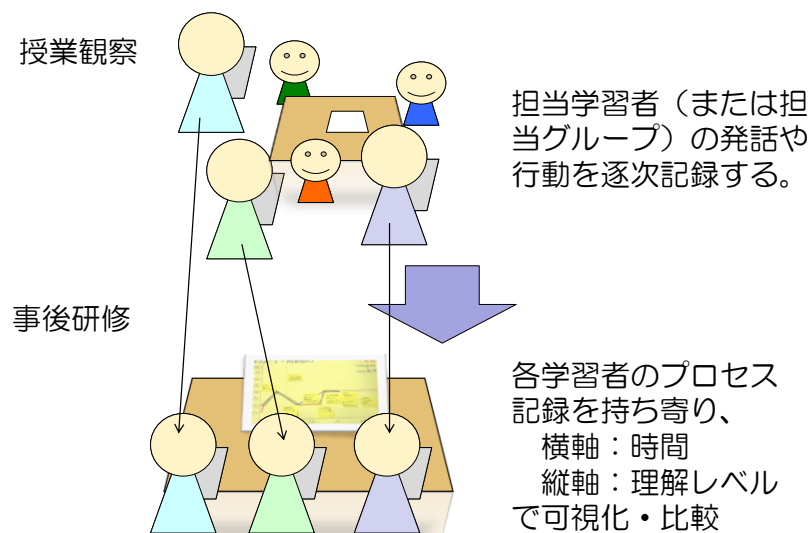 授業観察
担当学習者(または担
当グループ)の発話や
行動を逐次記録する。
事後研修
各学習者のプロセス
記録を持ち寄り、
　横軸:時間
　縦軸:理解レベル
で可視化・比較